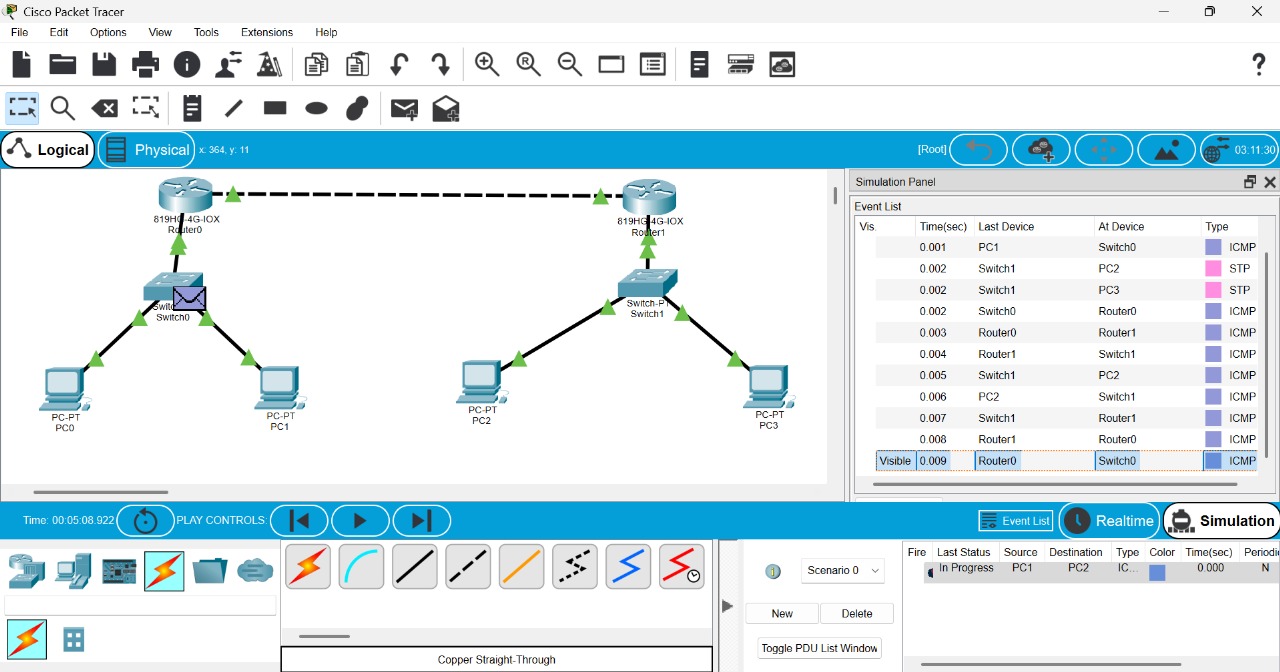 Cisco Packet Tracer
File Edit Options View Tools Extensions Help
Logical Physical x: 364, y: 11 [Root] 03:11:30
819HG-4G-IOX
Router0
819HG-4G-IOX
Router1
Switch0
Switch-PT
Switch1
PC-PT
PC0
PC-PT
PC1
PC-PT
PC2
PC-PT
PC3
Simulation Panel
Event List
Vis. Time(sec) Last Device At Device Type
0.001 PC1 Switch0 ICMP
0.002 Switch1 PC2 STP
0.002 Switch1 PC3 STP
0.002 Switch0 Router0 ICMP
0.003 Router0 Router1 ICMP
0.004 Router1 Switch1 ICMP
0.005 Switch1 PC2 ICMP
0.006 PC2 Switch1 ICMP
0.007 Switch1 Router1 ICMP
0.008 Router1 Router0 ICMP
Visible 0.009 Router0 Switch0 ICMP
Time: 00:05:08.922 PLAY CONTROLS: Event List Realtime Simulation
Scenario 0
New Delete
Toggle PDU List Window
Fire Last Status Source Destination Type Color Time(sec) Periodi
In Progress PC1 PC2 IC... 0.000 N
Copper Straight-Through